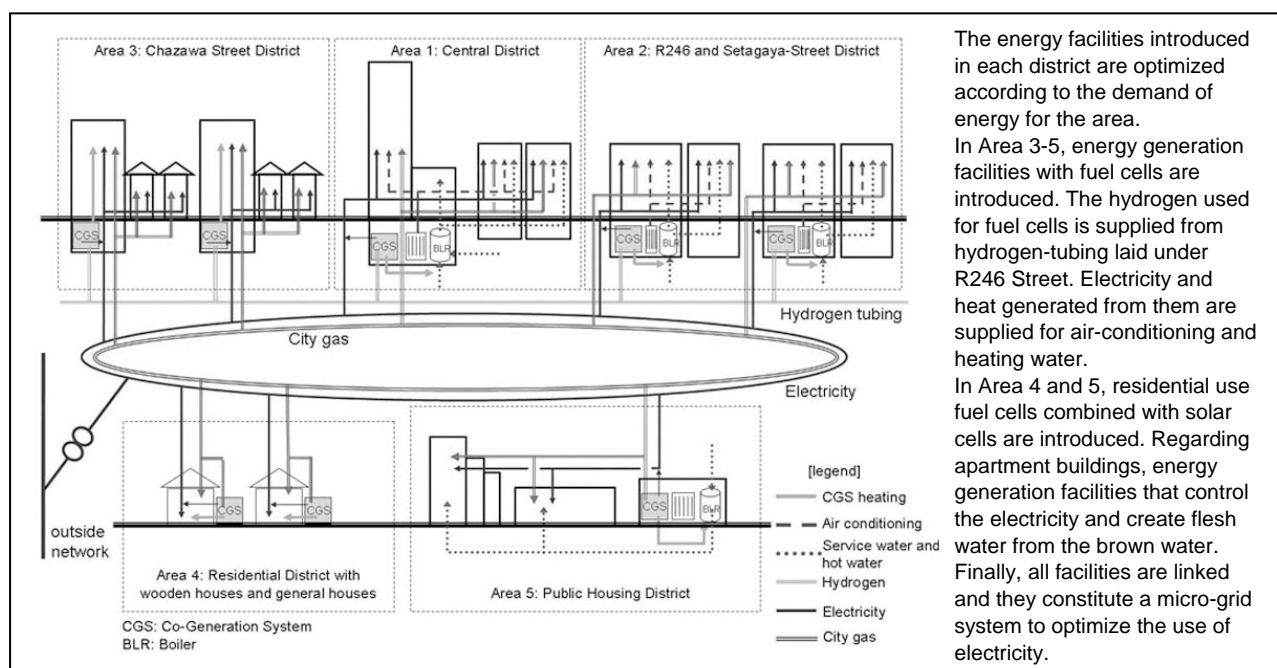 Area 3: Chazawa Street District
Area 1: Central District
Area 2: R246 and Setagaya-Street District
CGS
CGS
CGS
BLR
CGS
BLR
CGS
BLR
Hydrogen tubing
City gas
Electricity
outside
network
CGS
CGS
Area 4: Residential District with
wooden houses and general houses
CGS
BLR
Area 5: Public Housing District
CGS: Co-Generation System
BLR: Boiler
[legend]
CGS heating
Air conditioning
Service water and
hot water
Hydrogen
Electricity
City gas
The energy facilities introduced
in each district are optimized
according to the demand of
energy for the area.
In Area 3-5, energy generation
facilities with fuel cells are
introduced. The hydrogen used
for fuel cells is supplied from
hydrogen-tubing laid under
R246 Street. Electricity and
heat generated from them are
supplied for air-conditioning and
heating water.
In Area 4 and 5, residential use
fuel cells combined with solar
cells are introduced. Regarding
apartment buildings, energy
generation facilities that control
the electricity and create flesh
water from the brown water.
Finally, all facilities are linked
and they constitute a micro-grid
system to optimize the use of
electricity.